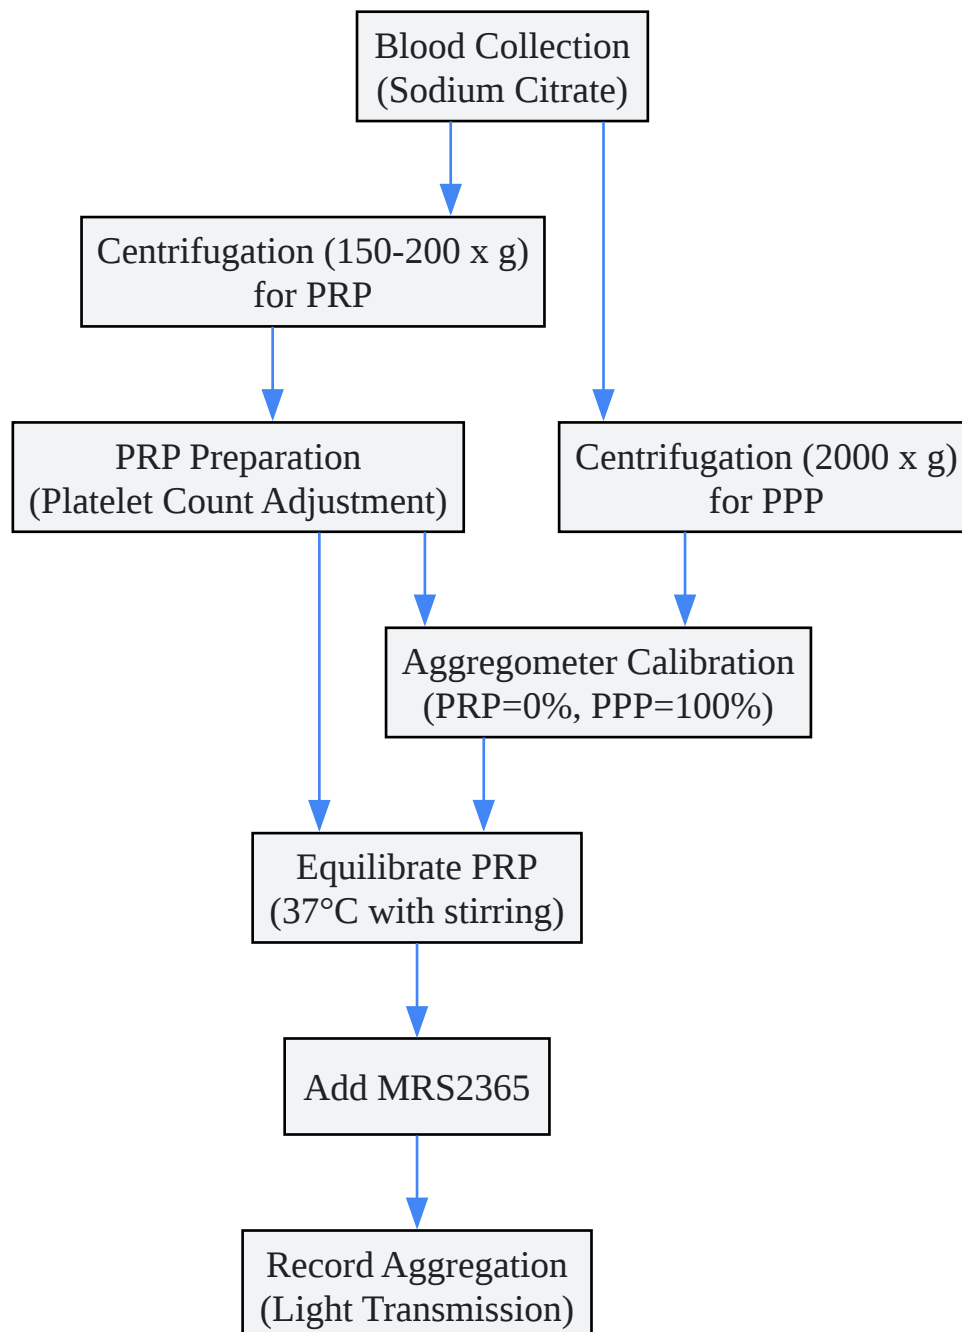 Blood Collection
(Sodium Citrate)
Centrifugation (150-200 x g)
for PRP
PRP Preparation
(Platelet Count Adjustment)
Centrifugation (2000 x g)
for PPP
Aggregometer Calibration
(PRP=0%, PPP=100%)
Equilibrate PRP
(37°C with stirring)
Add MRS2365
Record Aggregation
(Light Transmission)